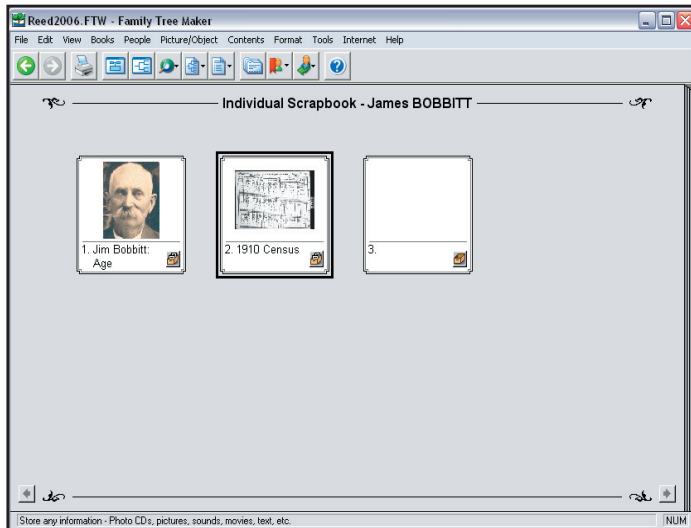 Reed2006.FTW - Family Tree Maker
File Edit View Books People Picture/Object Contents Format Tools Internet Help
Individual Scrapbook - James BOBBITT
1. Jim Bobbitt:
Age
2. 1910 Census
3.
Store any information - Photo CDs, pictures, sounds, movies, text, etc.
NUM